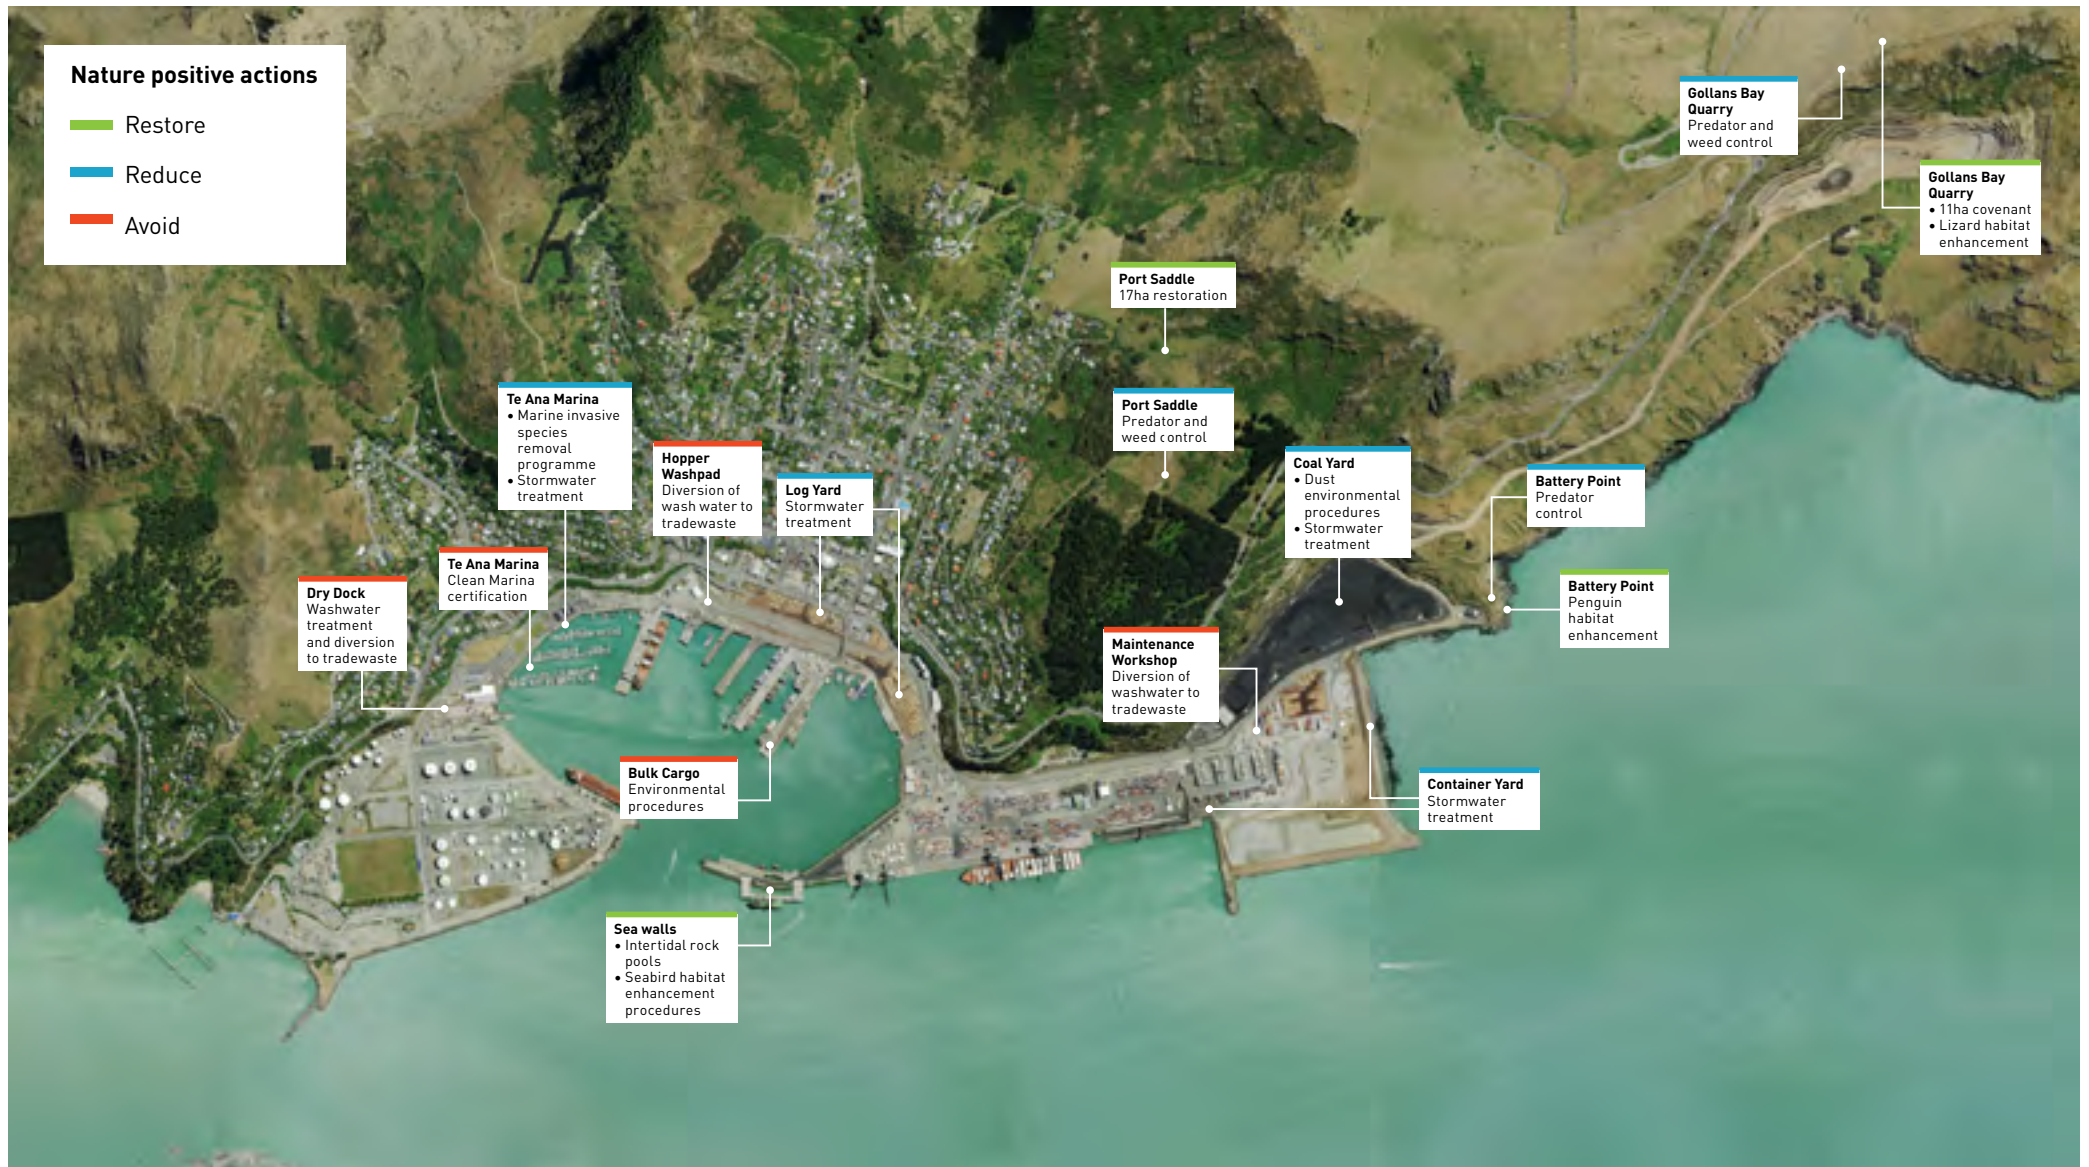 Nature positive actions
Restore
Reduce
Avoid
Gollans Bay
Quarry
Predator and
weed control
Gollans Bay
Quarry
• 11ha covenant
• Lizard habitat
enhancement
Port Saddle
17ha restoration
Port Saddle
Predator and
weed control
Te Ana Marina
• Marine invasive
species
removal
programme
• Stormwater
treatment
Hopper
Washpad
Diversion of
wash water to
tradewaste
Log Yard
Stormwater
treatment
Coal Yard
• Dust
environmental
procedures
• Stormwater
treatment
Battery Point
Predator
control
Te Ana Marina
Clean Marina
certification
Dry Dock
Washwater
treatment
and diversion
to tradewaste
Battery Point
Penguin
habitat
enhancement
Maintenance
Workshop
Diversion of
washwater to
tradewaste
Bulk Cargo
Environmental
procedures
Container Yard
Stormwater
treatment
Sea walls
• Intertidal rock
pools
• Seabird habitat
enhancement
procedures